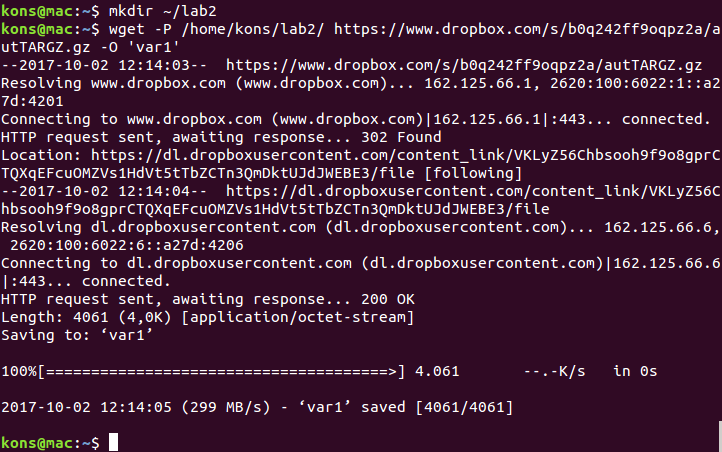 kons@mac:~$ mkdir ~/lab2
kons@mac:~$ wget -P /home/kons/lab2/ https://www.dropbox.com/s/b0q242ff9oqpz2a/a
utTARGZ.gz -O 'var1'
--2017-10-02 12:14:03--  https://www.dropbox.com/s/b0q242ff9oqpz2a/autTARGZ.gz
Resolving www.dropbox.com (www.dropbox.com)... 162.125.66.1, 2620:100:6022:1::a2
7d:4201
Connecting to www.dropbox.com (www.dropbox.com)|162.125.66.1|:443... connected.
HTTP request sent, awaiting response... 302 Found
Location: https://dl.dropboxusercontent.com/content_link/VKLyZ56Chbsooh9f9o8gprC
TQXqEFcuOMZVs1HdVt5tTbZCTn3QmDktUJdJWEBE3/file [following]
--2017-10-02 12:14:04--  https://dl.dropboxusercontent.com/content_link/VKLyZ56C
hbsooh9f9o8gprCTQXqEFcuOMZVs1HdVt5tTbZCTn3QmDktUJdJWEBE3/file
Resolving dl.dropboxusercontent.com (dl.dropboxusercontent.com)... 162.125.66.6,
 2620:100:6022:6::a27d:4206
Connecting to dl.dropboxusercontent.com (dl.dropboxusercontent.com)|162.125.66.6
|:443... connected.
HTTP request sent, awaiting response... 200 OK
Length: 4061 (4,0K) [application/octet-stream]
Saving to: ‘var1’
100%[======================================>] 4.061       --.-K/s   in 0s
2017-10-02 12:14:05 (299 MB/s) - ‘var1’ saved [4061/4061]
kons@mac:~$